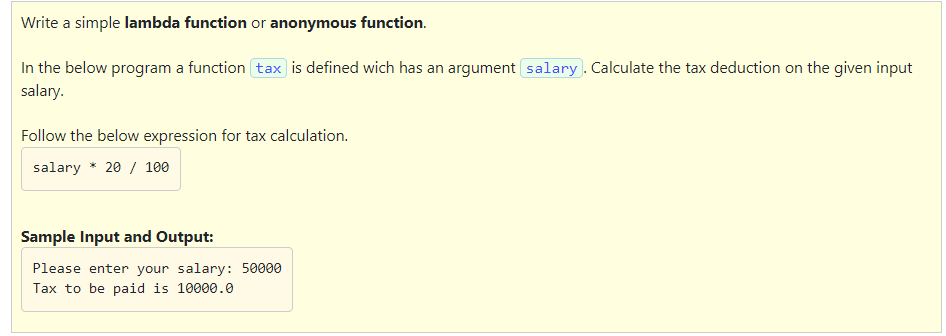 Write a simple lambda function or anonymous function.
In the below program a function tax is defined wich has an argument salary. Calculate the tax deduction on the given input
salary.
Follow the below expression for tax calculation.
salary * 20 / 100
Sample Input and Output:
Please enter your salary: 50000
Tax to be paid is 10000.0